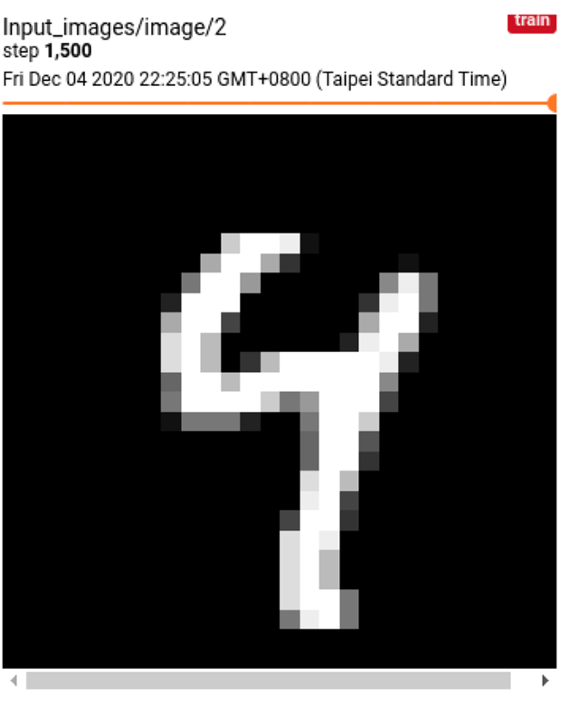 Input_images/image/2
train
step 1,500
Fri Dec 04 2020 22:25:05 GMT+0800 (Taipei Standard Time)
4